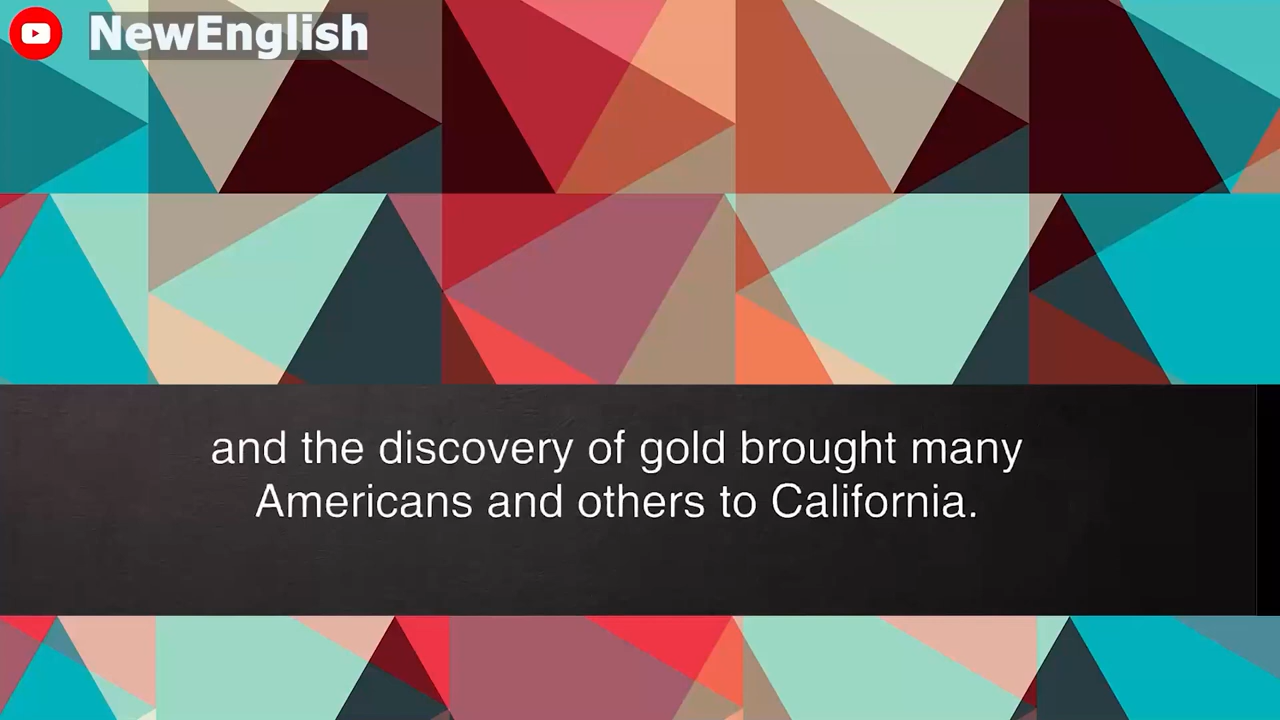 NewEnglish
and the discovery of gold brought many
Americans and others to California.